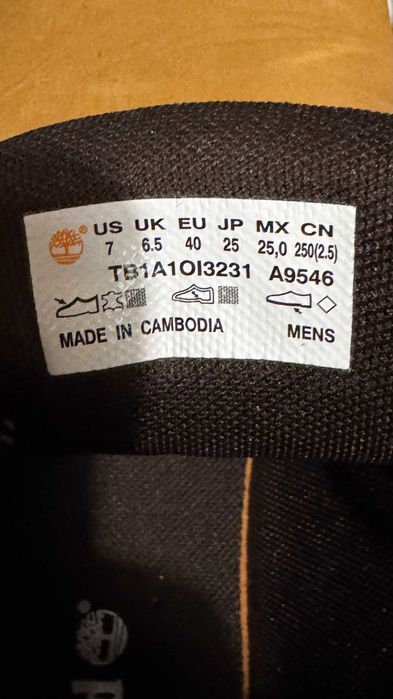 US UK EU JP MX CN
7 6.5 40 25 25,0 250(2.5)
TB1A1OI3231 A9546
MADE IN CAMBODIA MENS